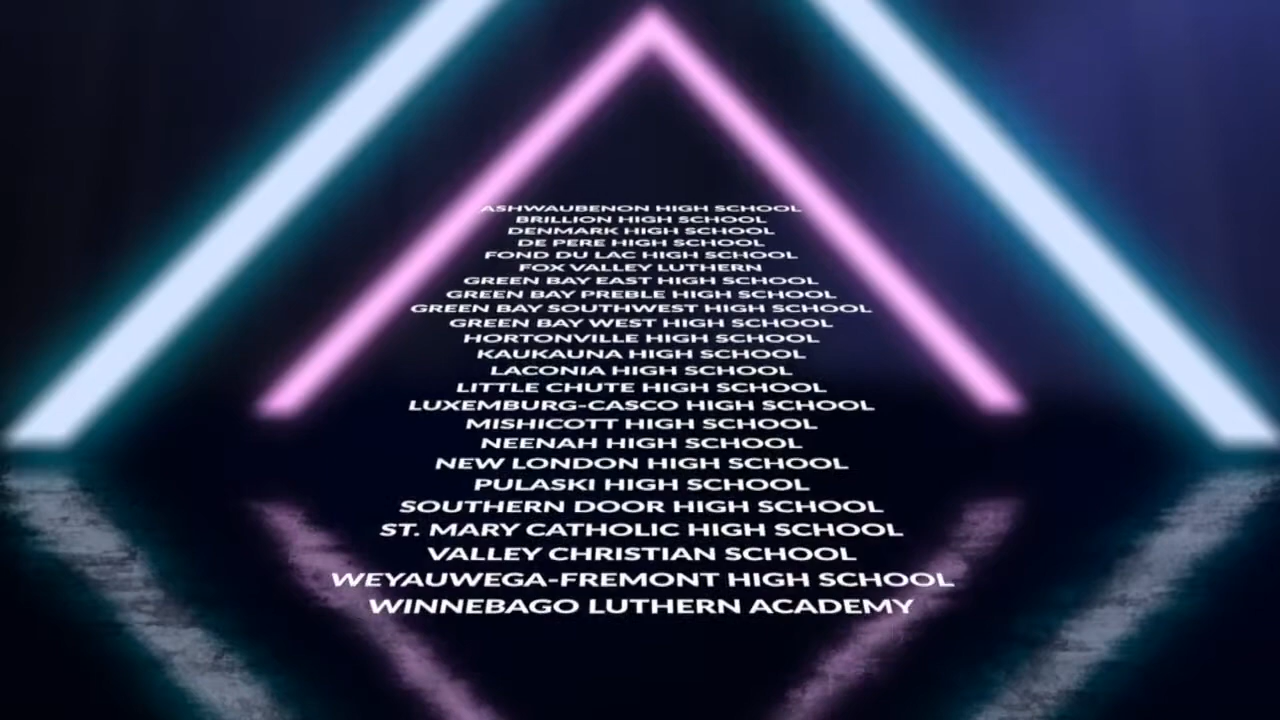 ASHWAUBENON HIGH SCHOOL
BRILLION HIGH SCHOOL
DENMARK HIGH SCHOOL
DE PERE HIGH SCHOOL
FOND DU LAC HIGH SCHOOL
FOX VALLEY LUTHERN
GREEN BAY EAST HIGH SCHOOL
GREEN BAY PREBLE HIGH SCHOOL
GREEN BAY SOUTHWEST HIGH SCHOOL
GREEN BAY WEST HIGH SCHOOL
HORTONVILLE HIGH SCHOOL
KAUKAUNA HIGH SCHOOL
LACONIA HIGH SCHOOL
LITTLE CHUTE HIGH SCHOOL
LUXEMBURG-CASCO HIGH SCHOOL
MISHICOTT HIGH SCHOOL
NEENAH HIGH SCHOOL
NEW LONDON HIGH SCHOOL
PULASKI HIGH SCHOOL
SOUTHERN DOOR HIGH SCHOOL
ST. MARY CATHOLIC HIGH SCHOOL
VALLEY CHRISTIAN SCHOOL
WEYAUWEGA-FREMONT HIGH SCHOOL
WINNEBAGO LUTHERN ACADEMY